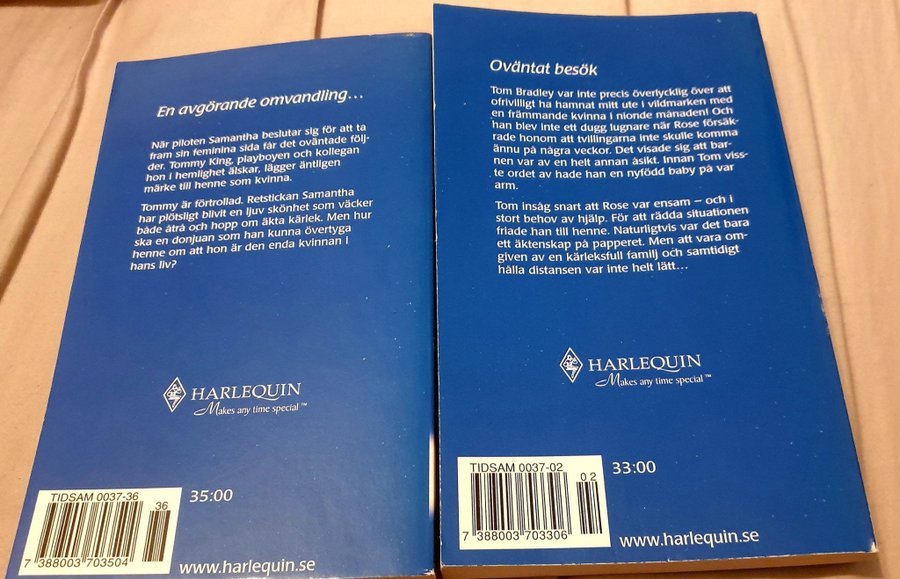 En avgörande omvandling...
När piloten Samantha beslutar sig för att ta
fram sin feminina sida får det oväntade följ-
der. Tommy King, playboyen och kollegan
hon i hemlighet älskar, lägger äntligen
märke till henne som kvinna.
Tommy är förtrollad. Retstickan Samantha
har plötsligt blivit en ljuv skönhet som väcker
både åtrå och hopp om äkta kärlek. Men hur
ska en donjuan som han kunna övertyga
henne om att hon är den enda kvinnan i
hans liv?
HARLEQUIN
Makes any time special ™
TIDSAM 0037-36
36
35:00
7 388003 703504
www.harlequin.se
Oväntat besök
Tom Bradley var inte precis överlycklig över att
ofrivilligt ha hamnat mitt ute i vildmarken med
en främmande kvinna i nionde månaden! Och
han blev inte ett dugg lugnare när Rose försäk-
rade honom att tvillingarna inte skulle komma
ännu på några veckor. Det visade sig att bar-
nen var av en helt annan åsikt. Innan Tom viss-
te ordet av hade han en nyfödd baby på var
arm.
Tom insåg snart att Rose var ensam – och i
stort behov av hjälp. För att rädda situationen
friade han till henne. Naturligtvis var det bara
ett äktenskap på papperet. Men att vara om-
given av en kärleksfull familj och samtidigt
hålla distansen var inte helt lätt...
HARLEQUIN
Makes any time special ™
TIDSAM 0037-02
02
33:00
7 388003 703306
www.harlequin.se